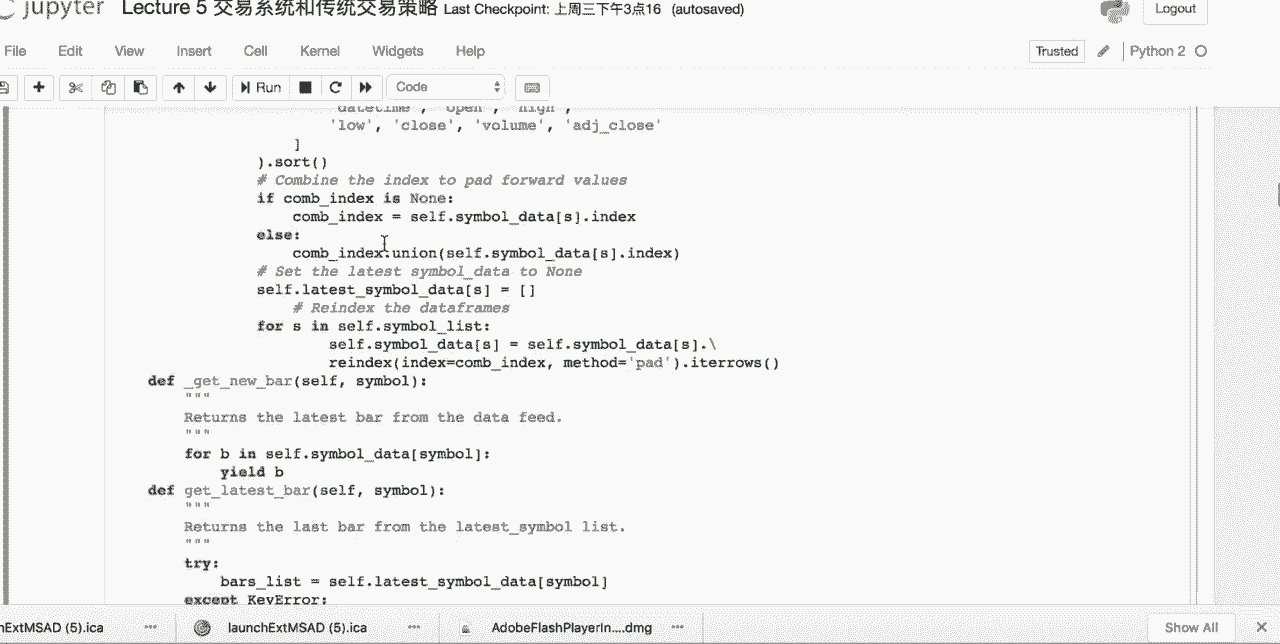 jupyter Lecture 5 交易系统和传统交易策略 Last Checkpoint: 上周三下午3点16 (autosaved)
Logout
File Edit View Insert Cell Kernel Widgets Help
Trusted Python 2
Run Code
'datetime', 'open', 'high',
'low', 'close', 'volume', 'adj_close'
]
).sort()
# Combine the index to pad forward values
if comb_index is None:
comb_index = self.symbol_data[s].index
else:
comb_index.union(self.symbol_data[s].index)
# Set the latest symbol_data to None
self.latest_symbol_data[s] = []
# Reindex the dataframes
for s in self.symbol_list:
self.symbol_data[s] = self.symbol_data[s].\
reindex(index=comb_index, method='pad').iterrows()
def _get_new_bar(self, symbol):
"""
Returns the latest bar from the data feed.
"""
for b in self.symbol_data[symbol]:
yield b
def get_latest_bar(self, symbol):
"""
Returns the last bar from the latest_symbol list.
"""
try:
bars_list = self.latest_symbol_data[symbol]
except KeyError:
nExtMSAD (5).ica launchExtMSAD (5).ica AdobeFlashPlayerIn....dmg Show All